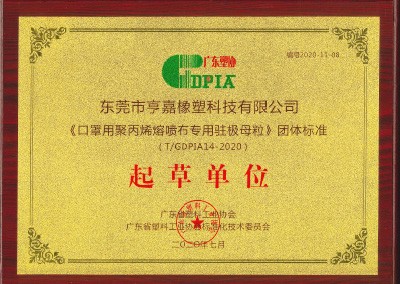 广东塑协
GDPIA
编号2020-11-08
东莞市亨嘉橡塑科技有限公司
《口罩用聚丙烯熔喷布专用驻极母粒》团体标准
(T/GDPIA14-2020)
起草单位
广东省塑料工业协会
广东省塑料工业协会标准化技术委员会
二〇二〇年七月